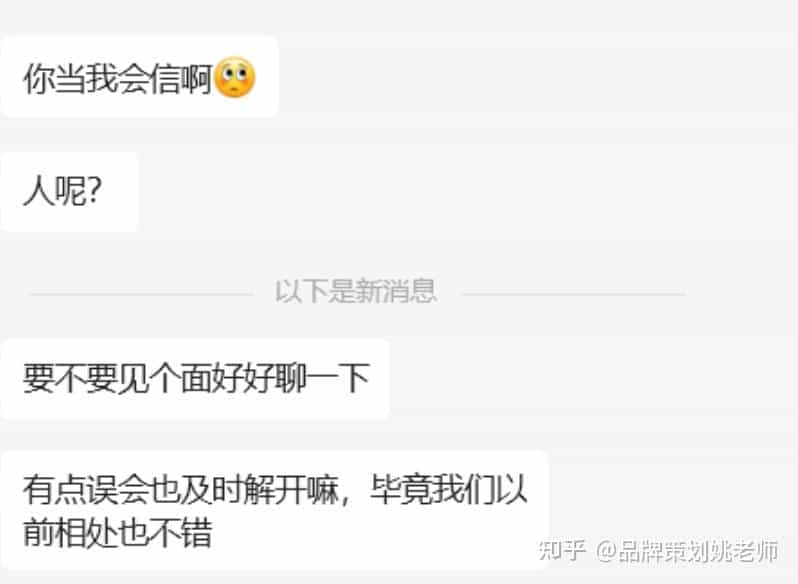 你当我会信啊🥺
人呢？
以下是新消息
要不要见个面好好聊一下
有点误会也及时解开嘛，毕竟我们以
前相处也不错
知乎 @品牌策划姚老师